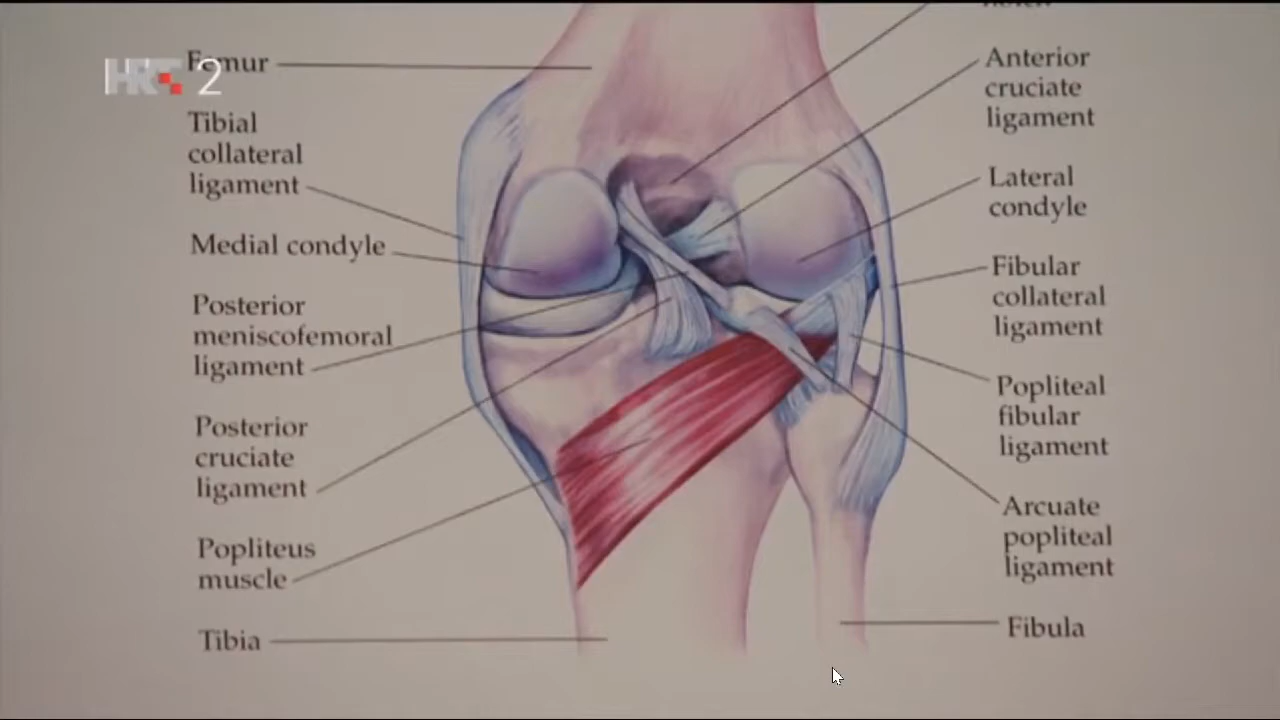 HRT 2
Femur
Tibial
collateral
ligament
Medial condyle
Posterior
meniscofemoral
ligament
Posterior
cruciate
ligament
Popliteus
muscle
Tibia
Anterior
cruciate
ligament
Lateral
condyle
Fibular
collateral
ligament
Popliteal
fibular
ligament
Arcuate
popliteal
ligament
Fibula